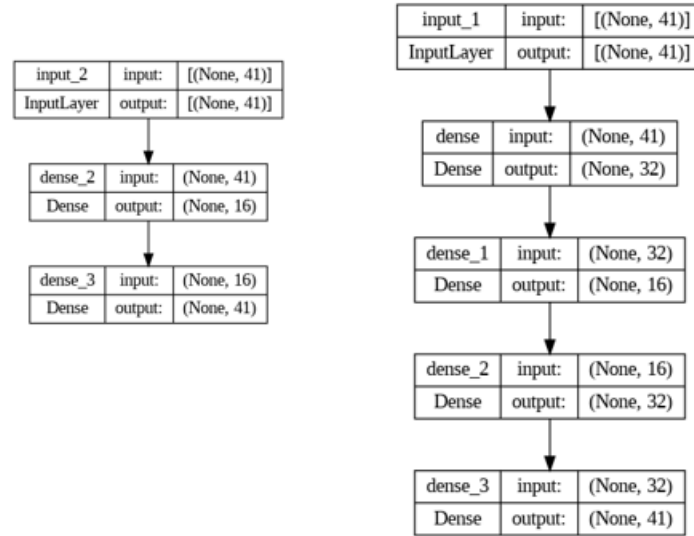 input_2 input: [(None, 41)]
InputLayer output: [(None, 41)]
dense_2 input: (None, 41)
Dense output: (None, 16)
dense_3 input: (None, 16)
Dense output: (None, 41)
input_1 input: [(None, 41)]
InputLayer output: [(None, 41)]
dense input: (None, 41)
Dense output: (None, 32)
dense_1 input: (None, 32)
Dense output: (None, 16)
dense_2 input: (None, 16)
Dense output: (None, 32)
dense_3 input: (None, 32)
Dense output: (None, 41)